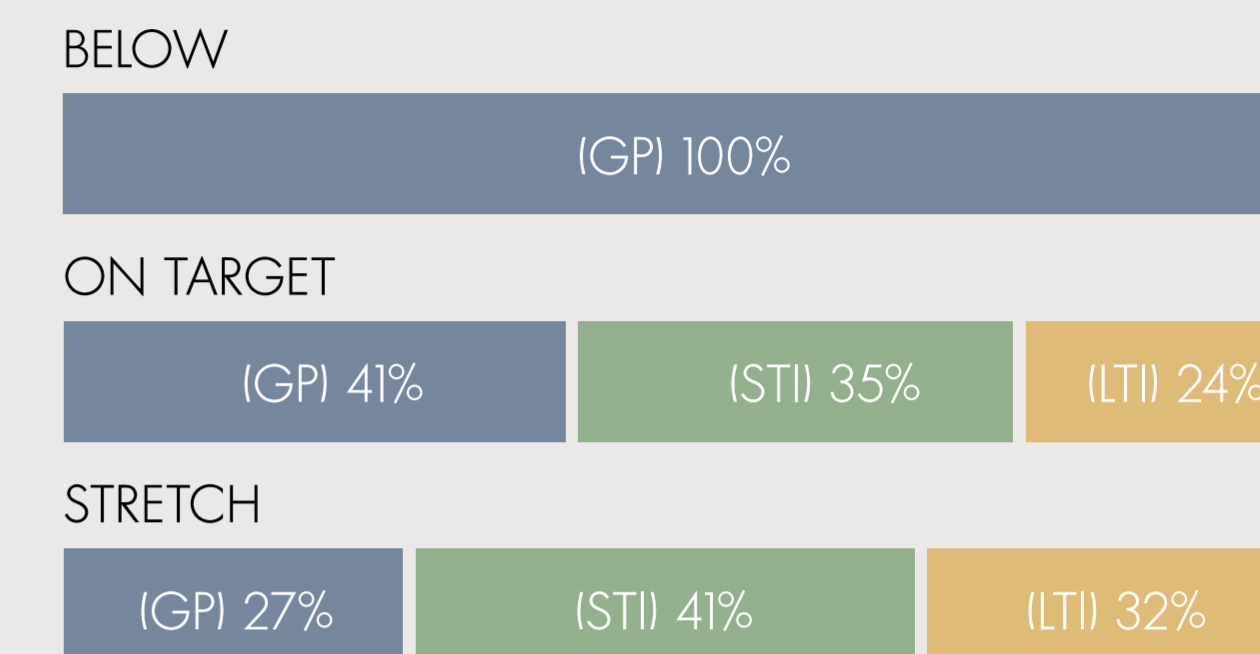 BELOW
(GP) 100%
ON TARGET
(GP) 41% (STI) 35% (LTI) 24%
STRETCH
(GP) 27% (STI) 41% (LTI) 32%